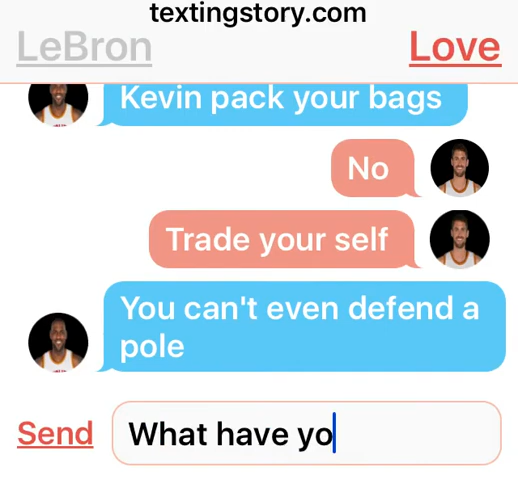 textingstory.com
LeBron
Love
Kevin pack your bags
No
Trade your self
You can't even defend a
pole
Send
What have yo